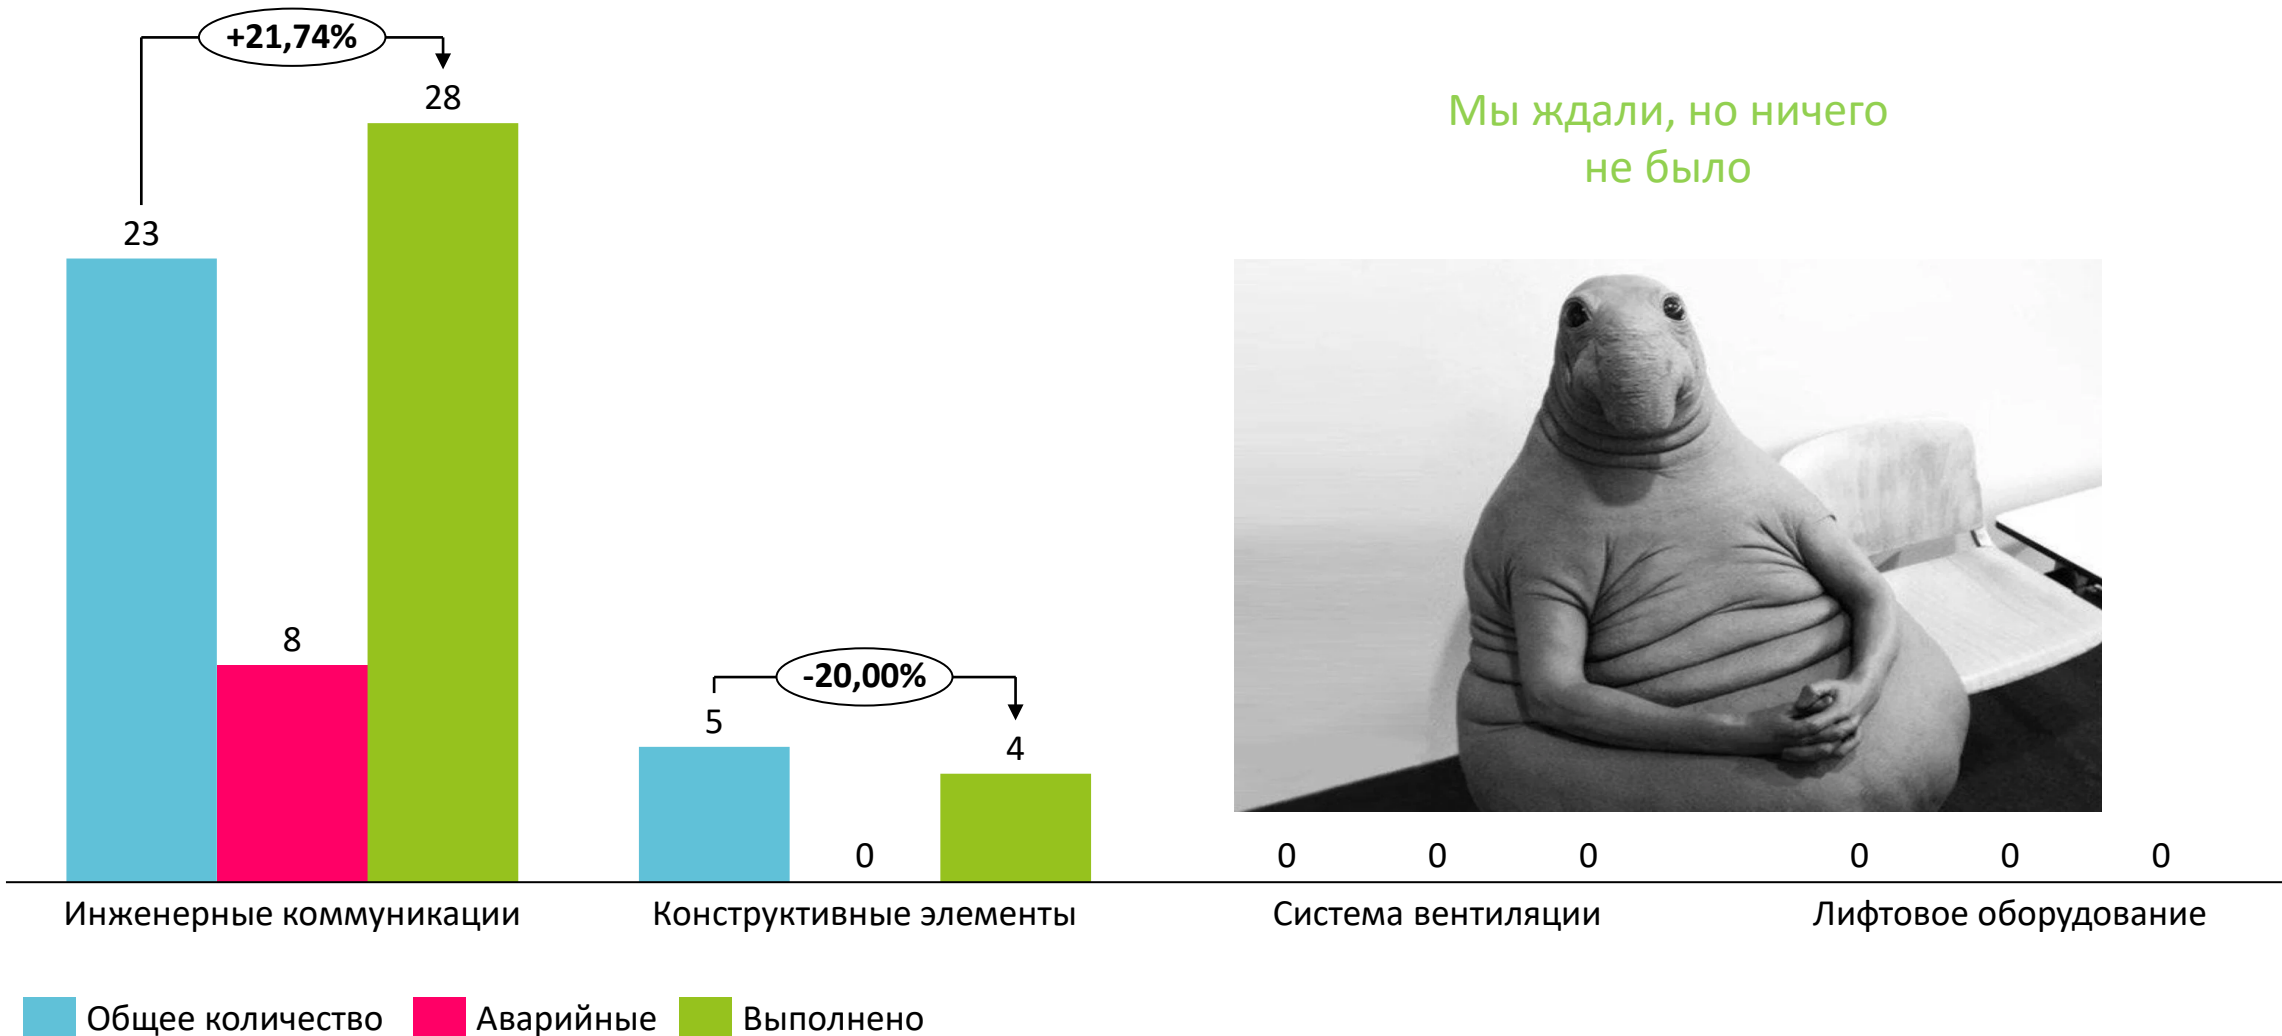 +21,74%
28
23
8
Мы ждали, но ничего
не было
-20,00%
5
4
0
0 0 0
0 0 0
Инженерные коммуникации
Конструктивные элементы
Система вентиляции
Лифтовое оборудование
Общее количество
Аварийные
Выполнено